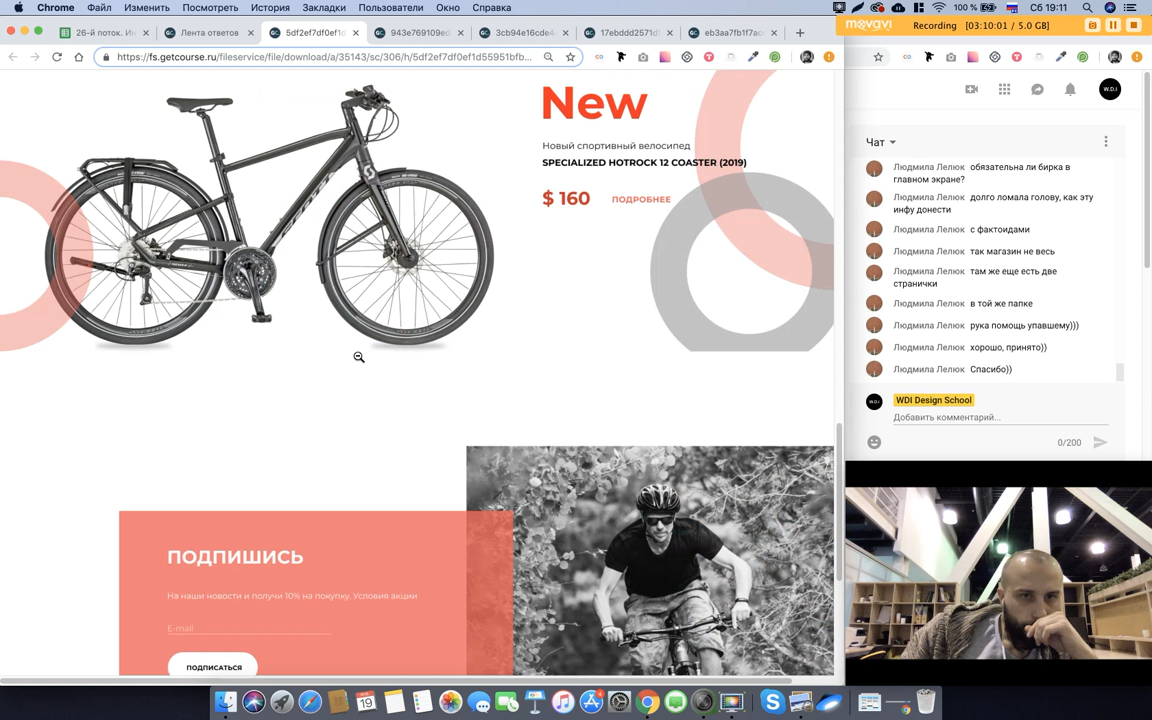 Chrome Файл Изменить Посмотреть История Закладки Пользователи Окно Справка
100 % Сб 19:11
movavi Recording [03:10:01 / 5.0 GB]
26-й поток. Ин
Лента ответов
5df2ef7df0ef1d
943e769109ed
3cb94e16cde4
17ebddd2571df
eb3aa7fb1f7ac
https://fs.getcourse.ru/fileservice/file/download/a/35143/sc/306/h/5df2ef7df0ef1d55951bfb...
New
Новый спортивный велосипед
SPECIALIZED HOTROCK 12 COASTER (2019)
$ 160 ПОДРОБНЕЕ
ПОДПИШИСЬ
На наши новости и получи 10% на покупку. Условия акции
E-mail
ПОДПИСАТЬСЯ
W.D.I
Чат
Людмила Лелюк обязательна ли бирка в
главном экране?
Людмила Лелюк долго ломала голову, как эту
инфу донести
Людмила Лелюк с фактоидами
Людмила Лелюк так магазин не весь
Людмила Лелюк там же еще есть две
странички
Людмила Лелюк в той же папке
Людмила Лелюк рука помощь упавшему)))
Людмила Лелюк хорошо, принято))
Людмила Лелюк Спасибо))
WDI Design School
Добавить комментарий...
0/200